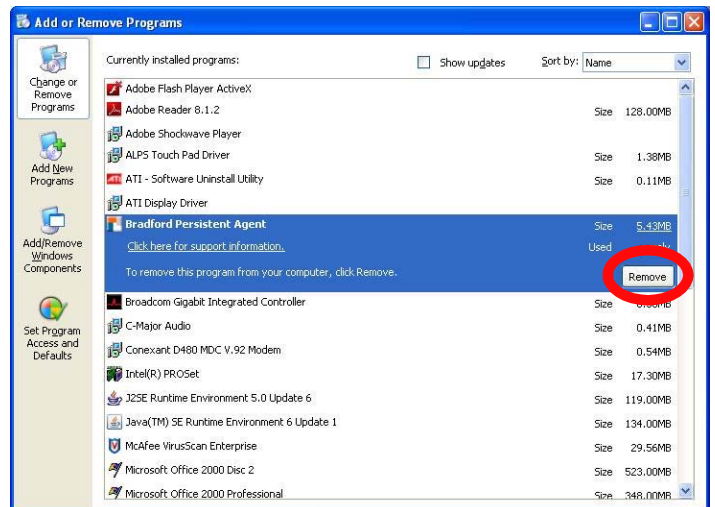 Add or Remove Programs
Change or
Remove
Programs
Add New
Programs
Add/Remove
Windows
Components
Set Program
Access and
Defaults
Currently installed programs:
Show updates
Sort by: Name
Adobe Flash Player ActiveX
Adobe Reader 8.1.2 Size 128.00MB
Adobe Shockwave Player
ALPS Touch Pad Driver Size 1.38MB
ATI - Software Uninstall Utility Size 0.11MB
ATI Display Driver
Bradford Persistent Agent Size 5.43MB
Click here for support information. Used
To remove this program from your computer, click Remove. Remove
Broadcom Gigabit Integrated Controller Size
C-Major Audio Size 0.41MB
Conexant D480 MDC V.92 Modem Size 0.54MB
Intel(R) PROSet Size 17.30MB
J2SE Runtime Environment 5.0 Update 6 Size 119.00MB
Java(TM) SE Runtime Environment 6 Update 1 Size 134.00MB
McAfee VirusScan Enterprise Size 29.56MB
Microsoft Office 2000 Disc 2 Size 523.00MB
Microsoft Office 2000 Professional Size 348.00MB